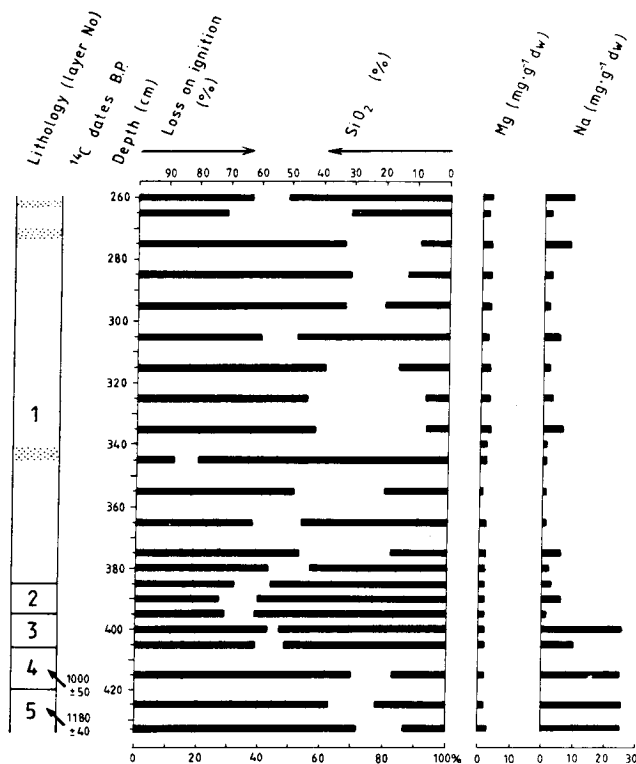 Lithology (layer No)
¹⁴C dates B.P.
Depth (cm)
Loss on ignition
(%)
SiO₂ (%)
Mg (mg·g⁻¹ dw)
Na (mg·g⁻¹ dw)
90 80 70 60 50 40 30 20 10 0
260
280
300
320
1
340
360
380
2
3
400
4
1000
±50
420
5
1180
±40
0 20 40 60 80 100%
0 10 0 10 20 30